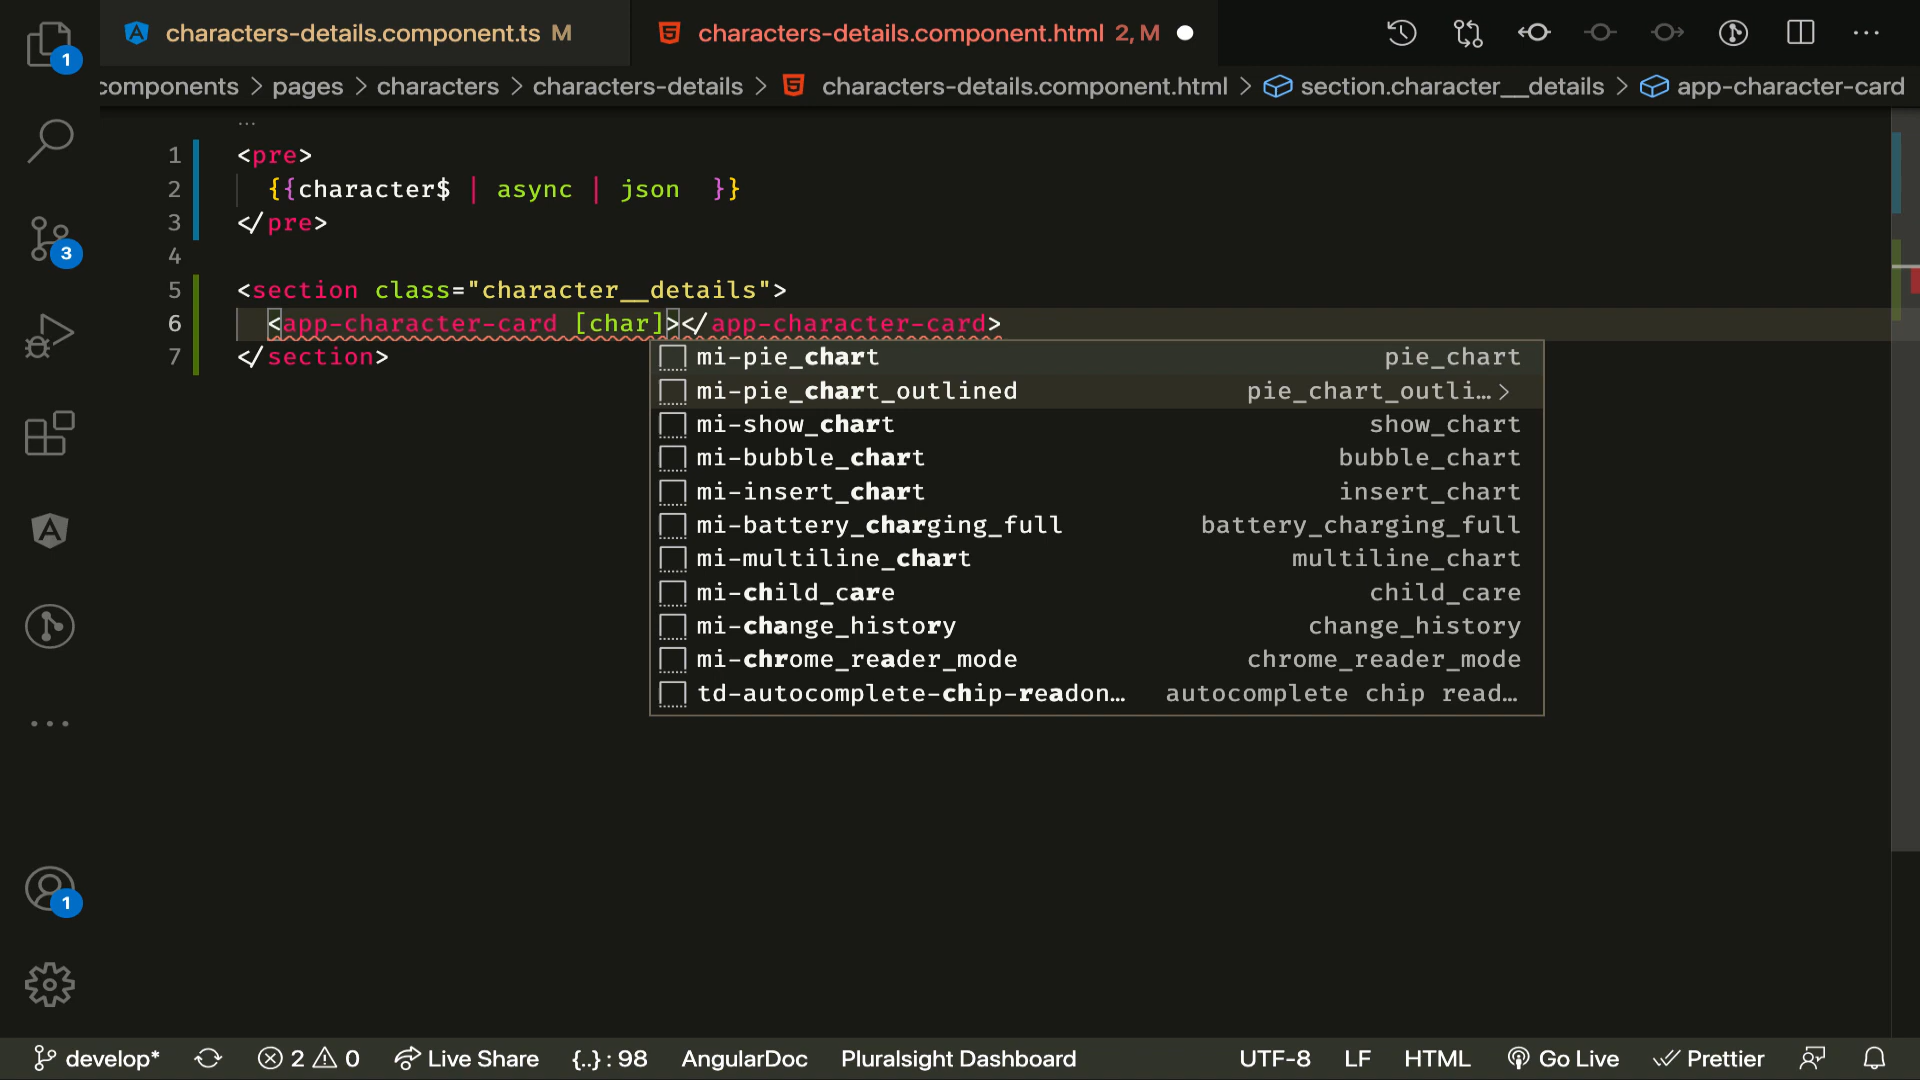 characters-details.component.ts M
characters-details.component.html 2, M
components > pages > characters > characters-details > characters-details.component.html > section.character__details > app-character-card
...
1 <pre>
2 {{character$ | async | json }}
3 </pre>
4
5 <section class="character__details">
6 <app-character-card [char]></app-character-card>
7 </section>
mi-pie_chart pie_chart
mi-pie_chart_outlined pie_chart_outli… >
mi-show_chart show_chart
mi-bubble_chart bubble_chart
mi-insert_chart insert_chart
mi-battery_charging_full battery_charging_full
mi-multiline_chart multiline_chart
mi-child_care child_care
mi-change_history change_history
mi-chrome_reader_mode chrome_reader_mode
td-autocomplete-chip-readon… autocomplete chip read…
1
3
1
develop* 2 0 Live Share {..} : 98 AngularDoc Pluralsight Dashboard UTF-8 LF HTML Go Live Prettier